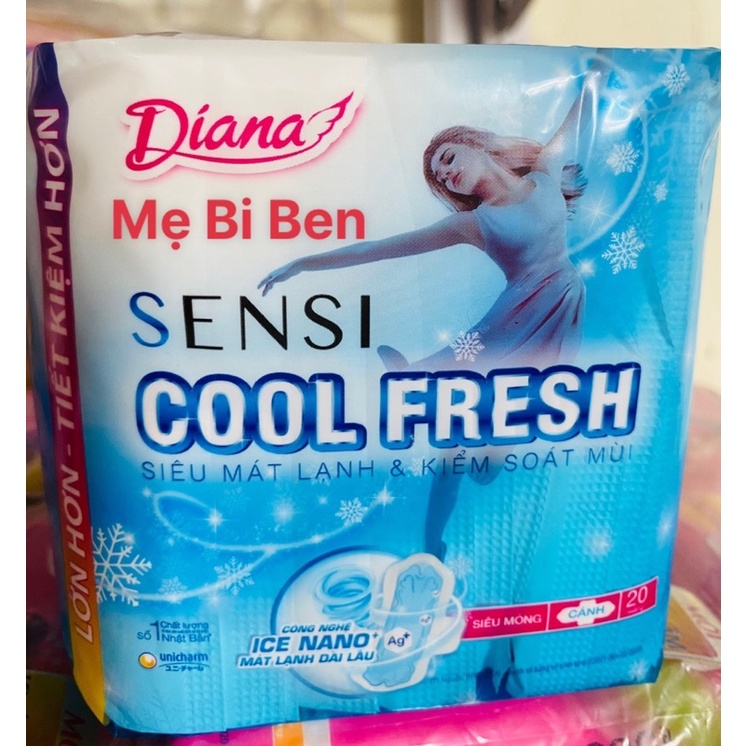 LỚN HƠN - TIẾT KIỆM HƠN
Diana
Mẹ Bi Ben
SENSI
COOL FRESH
SIÊU MÁT LẠNH & KIỂM SOÁT MÙI
CÔNG NGHỆ
ICE NANO+
MÁT LẠNH DÀI LÂU
Ag+
SIÊU MỎNG CÁNH 20
Chất lượng
số 1 Nhật Bản
unicharm
ユニ・チャーム